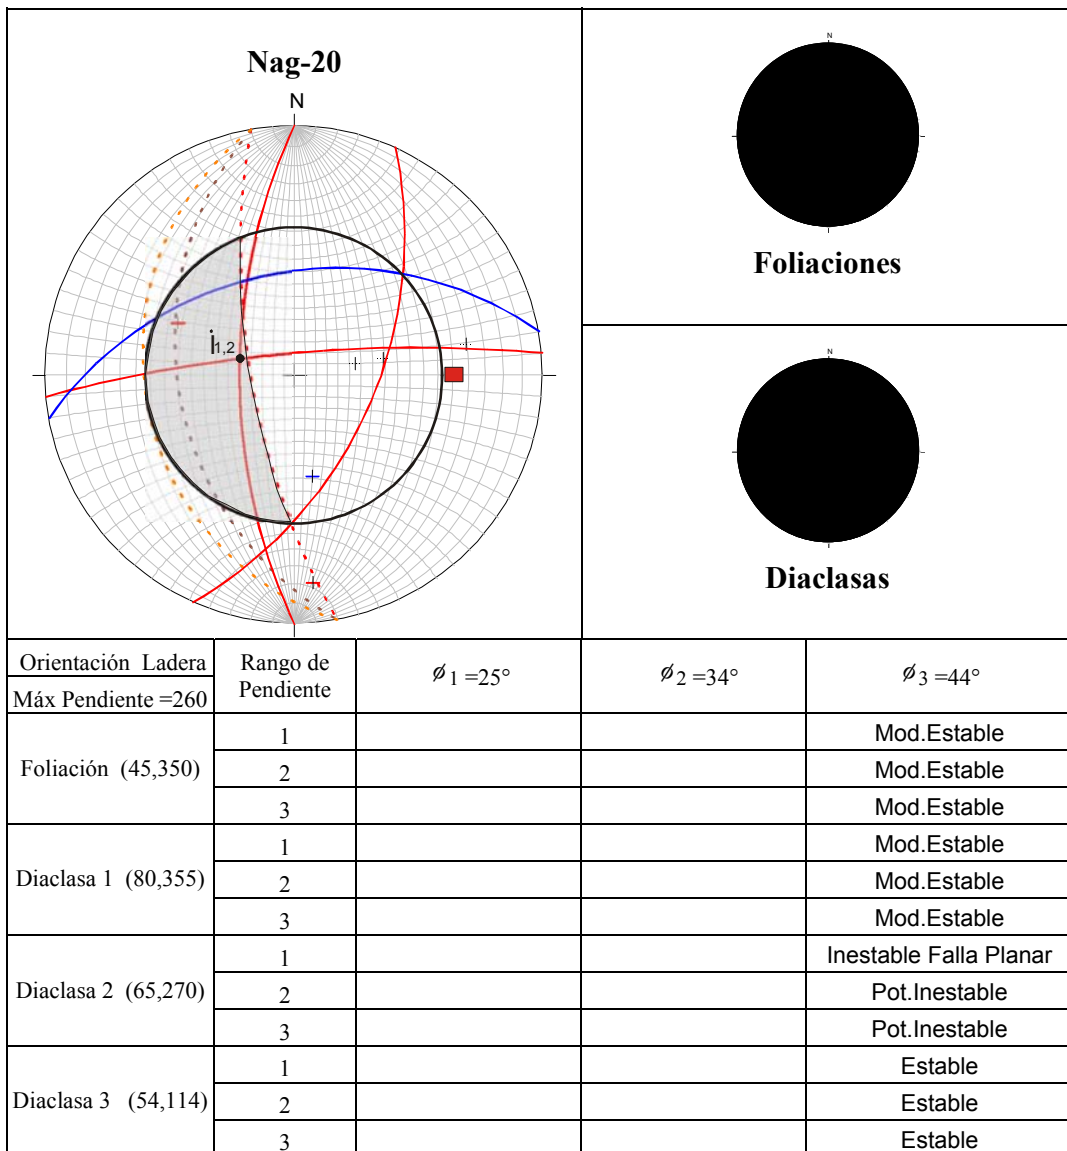 Nag-20
N
i1,2
N
Foliaciones
N
Diaclasas
Orientación Ladera
Máx Pendiente =260
Rango de
Pendiente
ø1 =25°
ø2 =34°
ø3 =44°
Foliación (45,350)
1 Mod.Estable
2 Mod.Estable
3 Mod.Estable
Diaclasa 1 (80,355)
1 Mod.Estable
2 Mod.Estable
3 Mod.Estable
Diaclasa 2 (65,270)
1 Inestable Falla Planar
2 Pot.Inestable
3 Pot.Inestable
Diaclasa 3 (54,114)
1 Estable
2 Estable
3 Estable